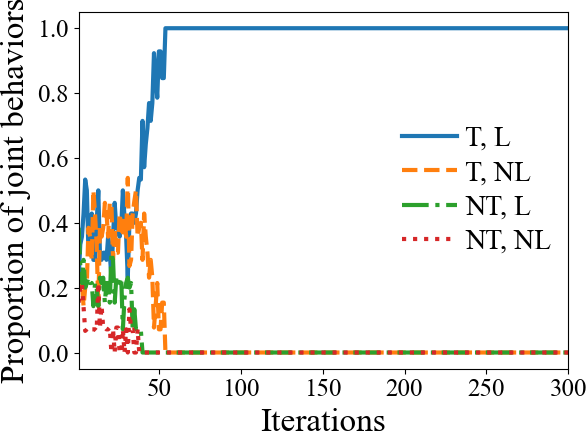 Proportion of joint behaviors
1.0
0.8
0.6
0.4
0.2
0.0
T, L
T, NL
NT, L
NT, NL
50
100
150
200
250
300
Iterations